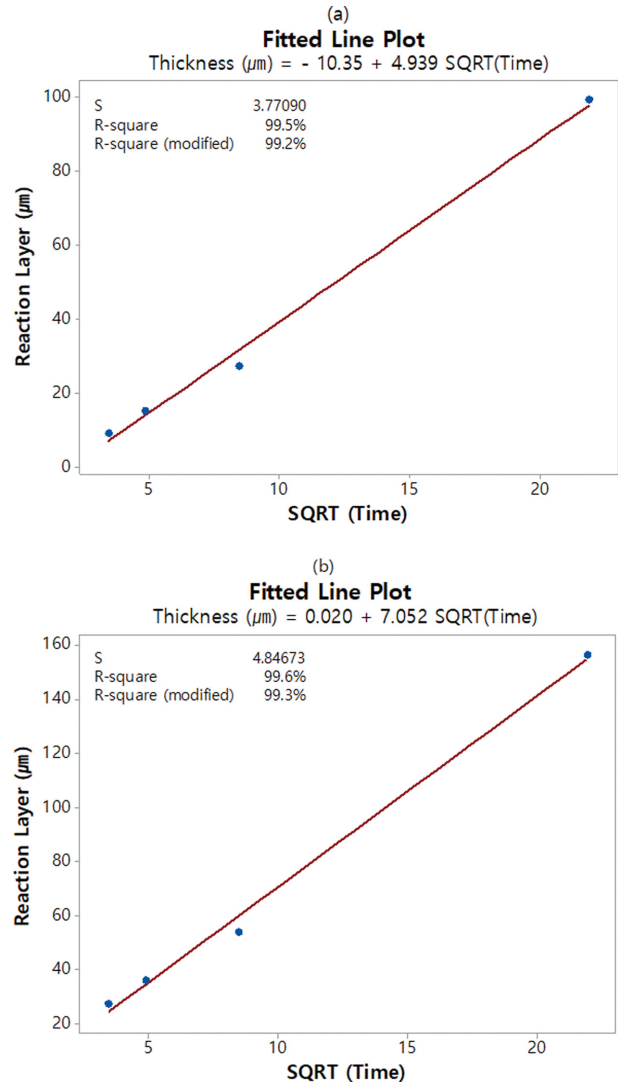 (a)
Fitted Line Plot
Thickness (㎛) = - 10.35 + 4.939 SQRT(Time)
S 3.77090
R-square 99.5%
R-square (modified) 99.2%
100
80
60
40
20
0
Reaction Layer (㎛)
5 10 15 20
SQRT (Time)
(b)
Fitted Line Plot
Thickness (㎛) = 0.020 + 7.052 SQRT(Time)
S 4.84673
R-square 99.6%
R-square (modified) 99.3%
160
140
120
100
80
60
40
20
Reaction Layer (㎛)
5 10 15 20
SQRT (Time)